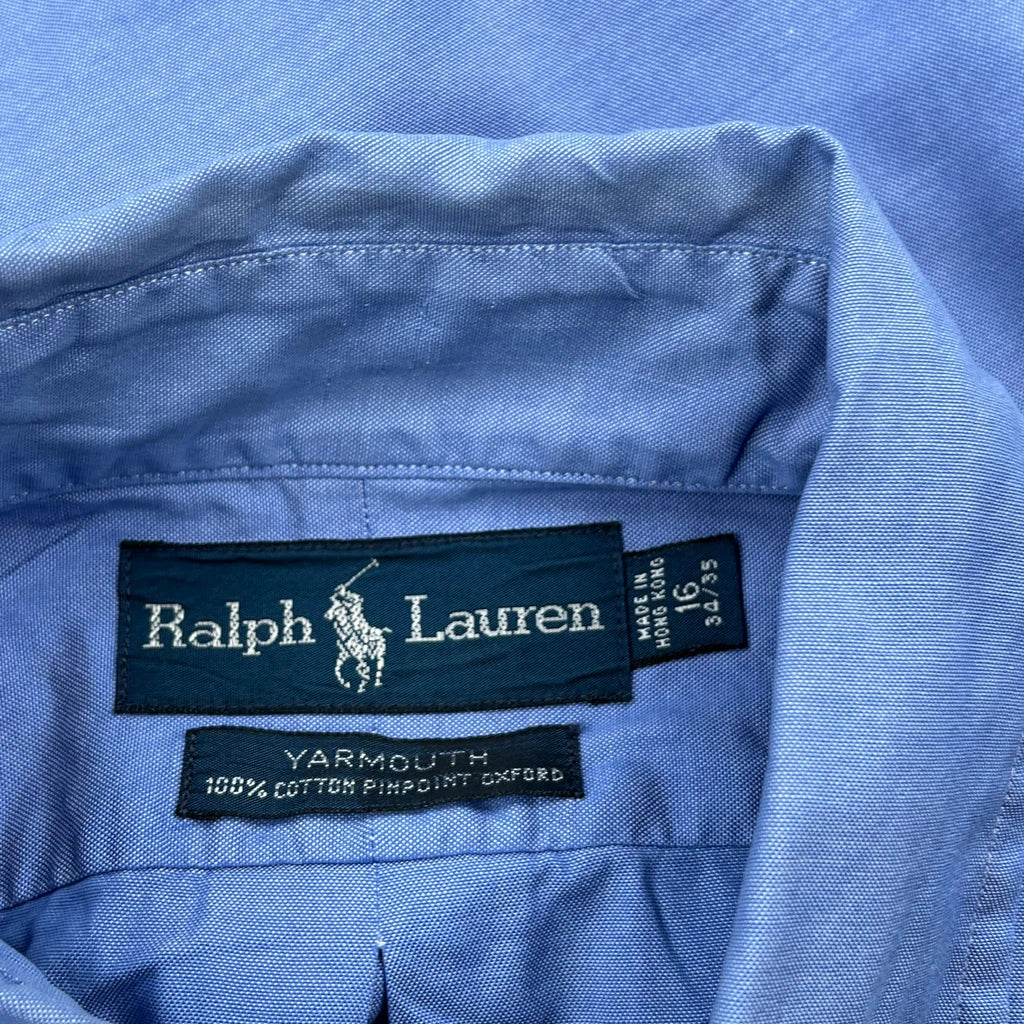 Ralph Lauren
MADE IN
HONG KONG
16
34/35
YARMOUTH
100% COTTON PINPOINT OXFORD